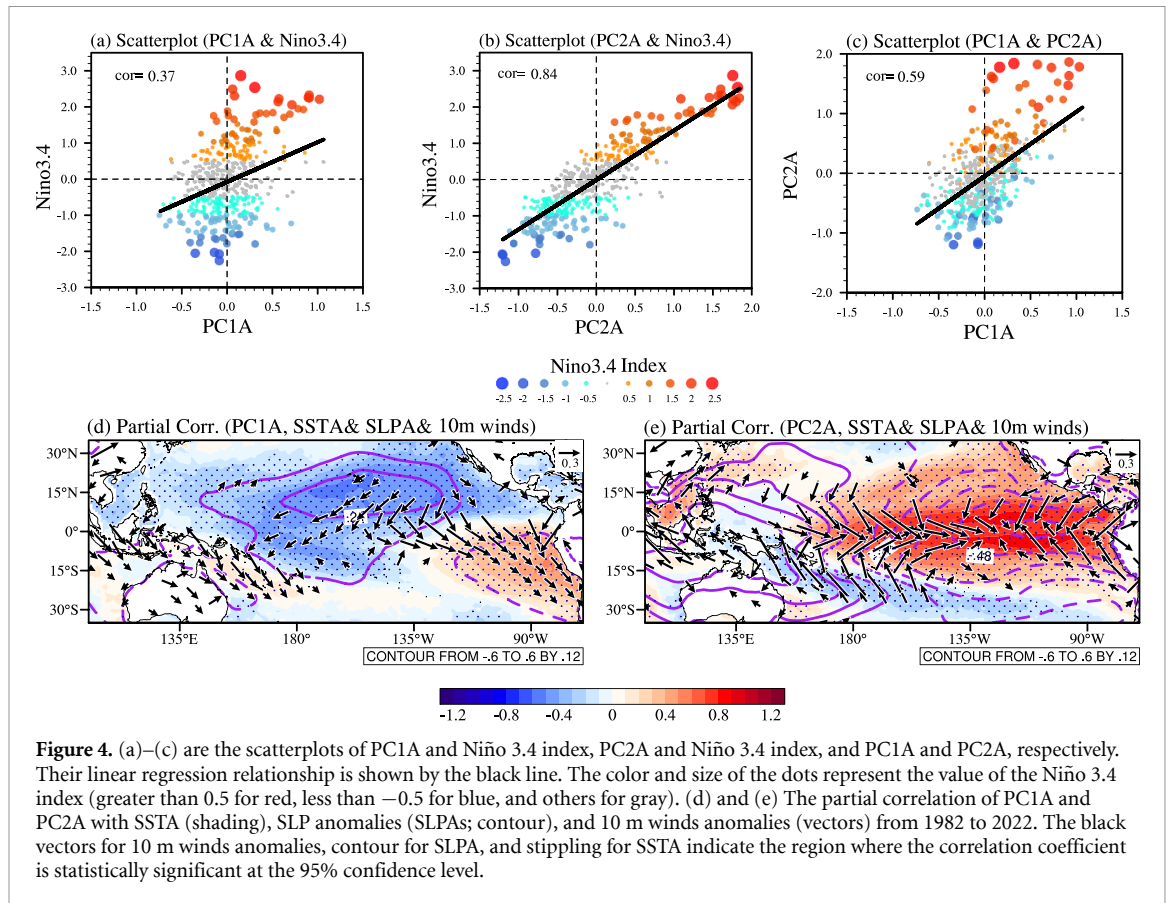 (a) Scatterplot (PC1A & Nino3.4)
cor= 0.37
3.0
2.0
1.0
0.0
-1.0
-2.0
-3.0
Nino3.4
-1.5 -1.0 -0.5 0.0 0.5 1.0 1.5
PC1A
(b) Scatterplot (PC2A & Nino3.4)
cor= 0.84
3.0
2.0
1.0
0.0
-1.0
-2.0
-3.0
Nino3.4
-1.5 -1.0 -0.5 0.0 0.5 1.0 1.5 2.0
PC2A
(c) Scatterplot (PC1A & PC2A)
cor= 0.59
2.0
1.0
0.0
-1.0
-2.0
PC2A
-1.5 -1.0 -0.5 0.0 0.5 1.0 1.5
PC1A
Nino3.4 Index
-2.5 -2 -1.5 -1 -0.5 0.5 1 1.5 2 2.5
(d) Partial Corr. (PC1A, SSTA& SLPA& 10m winds)
30°N
15°N
0°
15°S
30°S
0.3
135°E 180° 135°W 90°W
CONTOUR FROM -.6 TO .6 BY .12
(e) Partial Corr. (PC2A, SSTA& SLPA& 10m winds)
30°N
15°N
0°
15°S
30°S
0.3
-.48
135°E 180° 135°W 90°W
CONTOUR FROM -.6 TO .6 BY .12
-1.2 -0.8 -0.4 0 0.4 0.8 1.2
Figure 4. (a)–(c) are the scatterplots of PC1A and Niño 3.4 index, PC2A and Niño 3.4 index, and PC1A and PC2A, respectively.
Their linear regression relationship is shown by the black line. The color and size of the dots represent the value of the Niño 3.4
index (greater than 0.5 for red, less than −0.5 for blue, and others for gray). (d) and (e) The partial correlation of PC1A and
PC2A with SSTA (shading), SLP anomalies (SLPAs; contour), and 10 m winds anomalies (vectors) from 1982 to 2022. The black
vectors for 10 m winds anomalies, contour for SLPA, and stippling for SSTA indicate the region where the correlation coefficient
is statistically significant at the 95% confidence level.